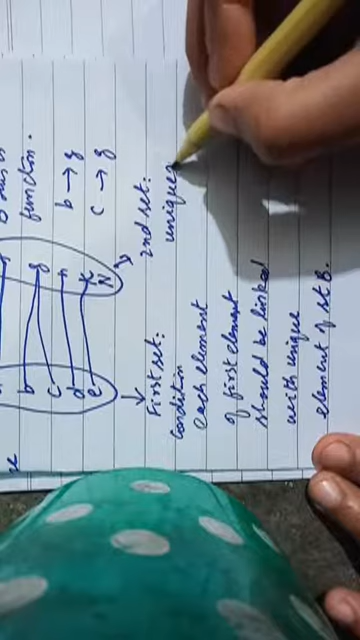 function.
b → g
c → g
b
c
d
e
g
N
First set:
condition
each element
of first element
should be linked
with unique
element of set B.
2nd set:
unique